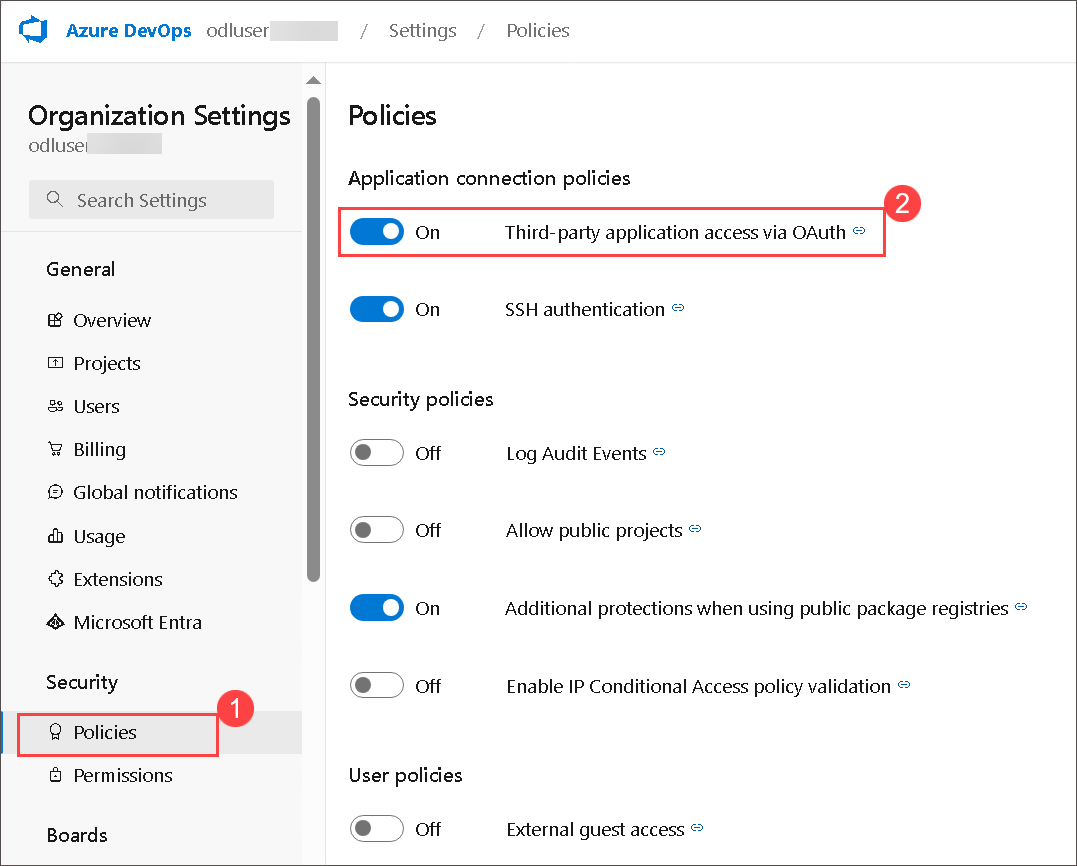 Azure DevOps odluser / Settings / Policies
Organization Settings
odluser
Search Settings
General
Overview
Projects
Users
Billing
Global notifications
Usage
Extensions
Microsoft Entra
Security
1
Policies
Permissions
Boards
Policies
Application connection policies
2
On Third-party application access via OAuth
On SSH authentication
Security policies
Off Log Audit Events
Off Allow public projects
On Additional protections when using public package registries
Off Enable IP Conditional Access policy validation
User policies
Off External guest access